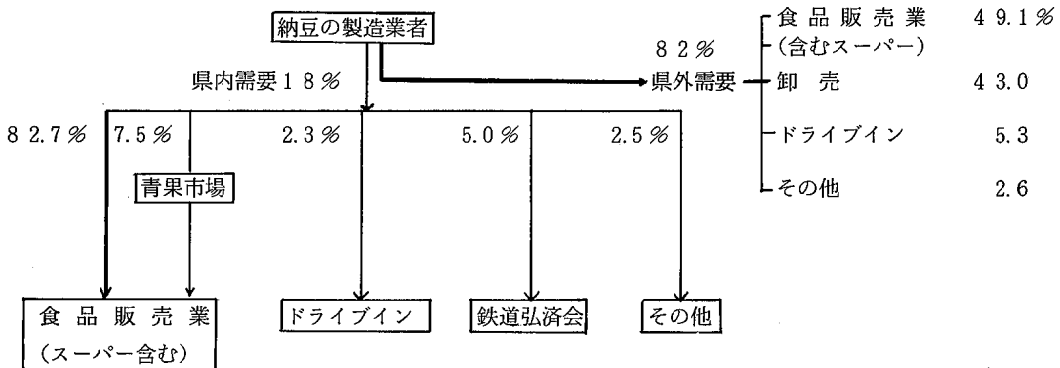 納豆の製造業者
県内需要18%
82%
県外需要
食品販売業 49.1%
(含むスーパー)
卸売 43.0
ドライブイン 5.3
その他 2.6
82.7% 7.5% 2.3% 5.0% 2.5%
青果市場
食品販売業
(スーパー含む)
ドライブイン
鉄道弘済会
その他